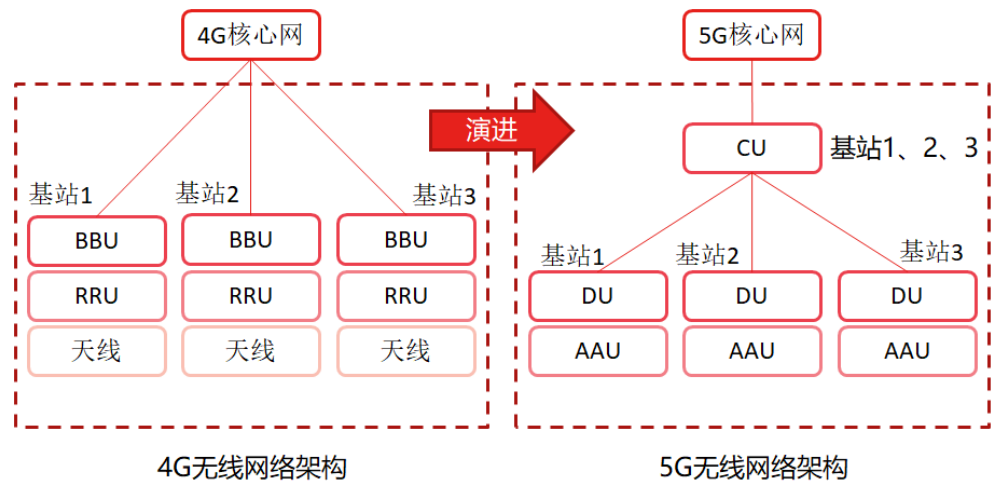 4G核心网
5G核心网
演进
CU
基站1、2、3
基站1
基站2
基站3
BBU
BBU
BBU
RRU
RRU
RRU
天线
天线
天线
基站1
基站2
基站3
DU
DU
DU
AAU
AAU
AAU
4G无线网络架构
5G无线网络架构